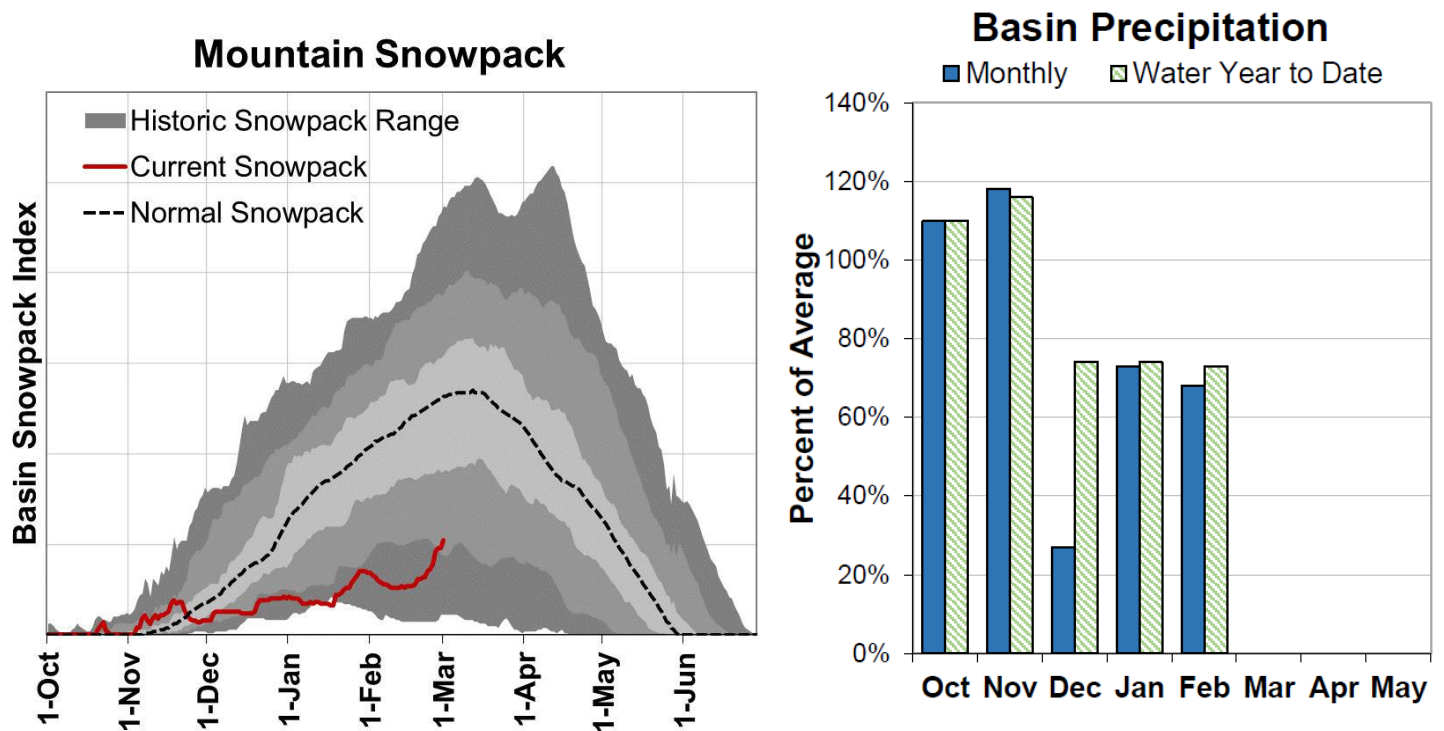 Mountain Snowpack
Historic Snowpack Range
Current Snowpack
Normal Snowpack
Basin Snowpack Index
1-Oct
1-Nov
1-Dec
1-Jan
1-Feb
1-Mar
1-Apr
1-May
1-Jun
Basin Precipitation
Monthly
Water Year to Date
Percent of Average
140%
120%
100%
80%
60%
40%
20%
0%
Oct Nov Dec Jan Feb Mar Apr May